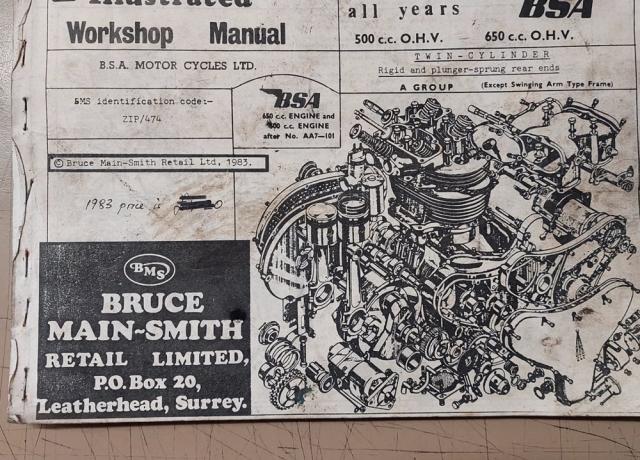 Illustrated
Workshop Manual
B.S.A. MOTOR CYCLES LTD.
all years BSA
500 c.c. O.H.V. 650 c.c. O.H.V.
TWIN-CYLINDER
Rigid and plunger-sprung rear ends
A GROUP (Except Swinging Arm Type Frame)
BMS identification code:-
ZIP/474
BSA
650 c.c. ENGINE and
500 c.c. ENGINE
after No. AA7—101
© Bruce Main-Smith Retail Ltd, 1983.
1983 price is
BMS
BRUCE
MAIN~SMITH
RETAIL LIMITED,
P.O. Box 20,
Leatherhead, Surrey.